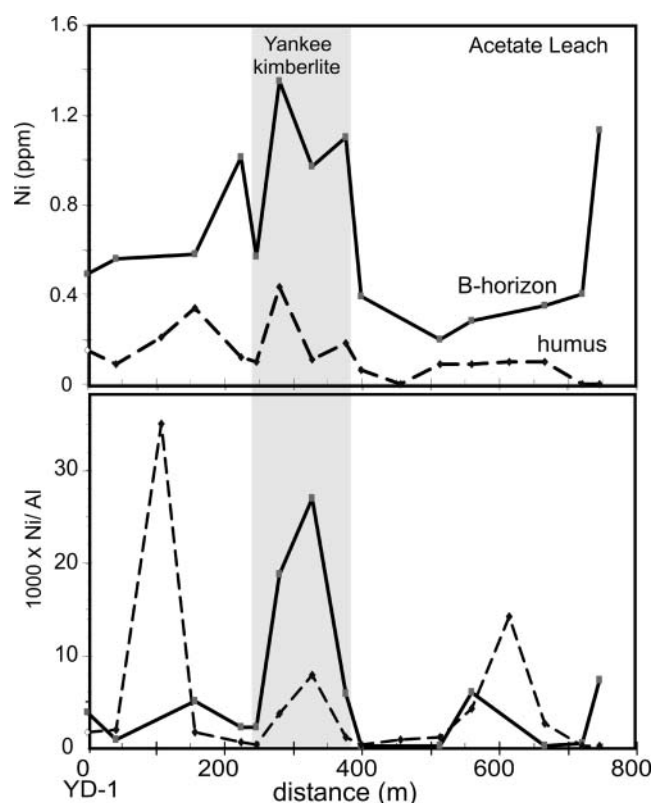 1.6
Yankee
kimberlite
Acetate Leach
1.2
Ni (ppm)
0.8
B-horizon
0.4
humus
0
30
1000 x Ni/ Al
20
10
0
0 200 400 600 800
YD-1 distance (m)